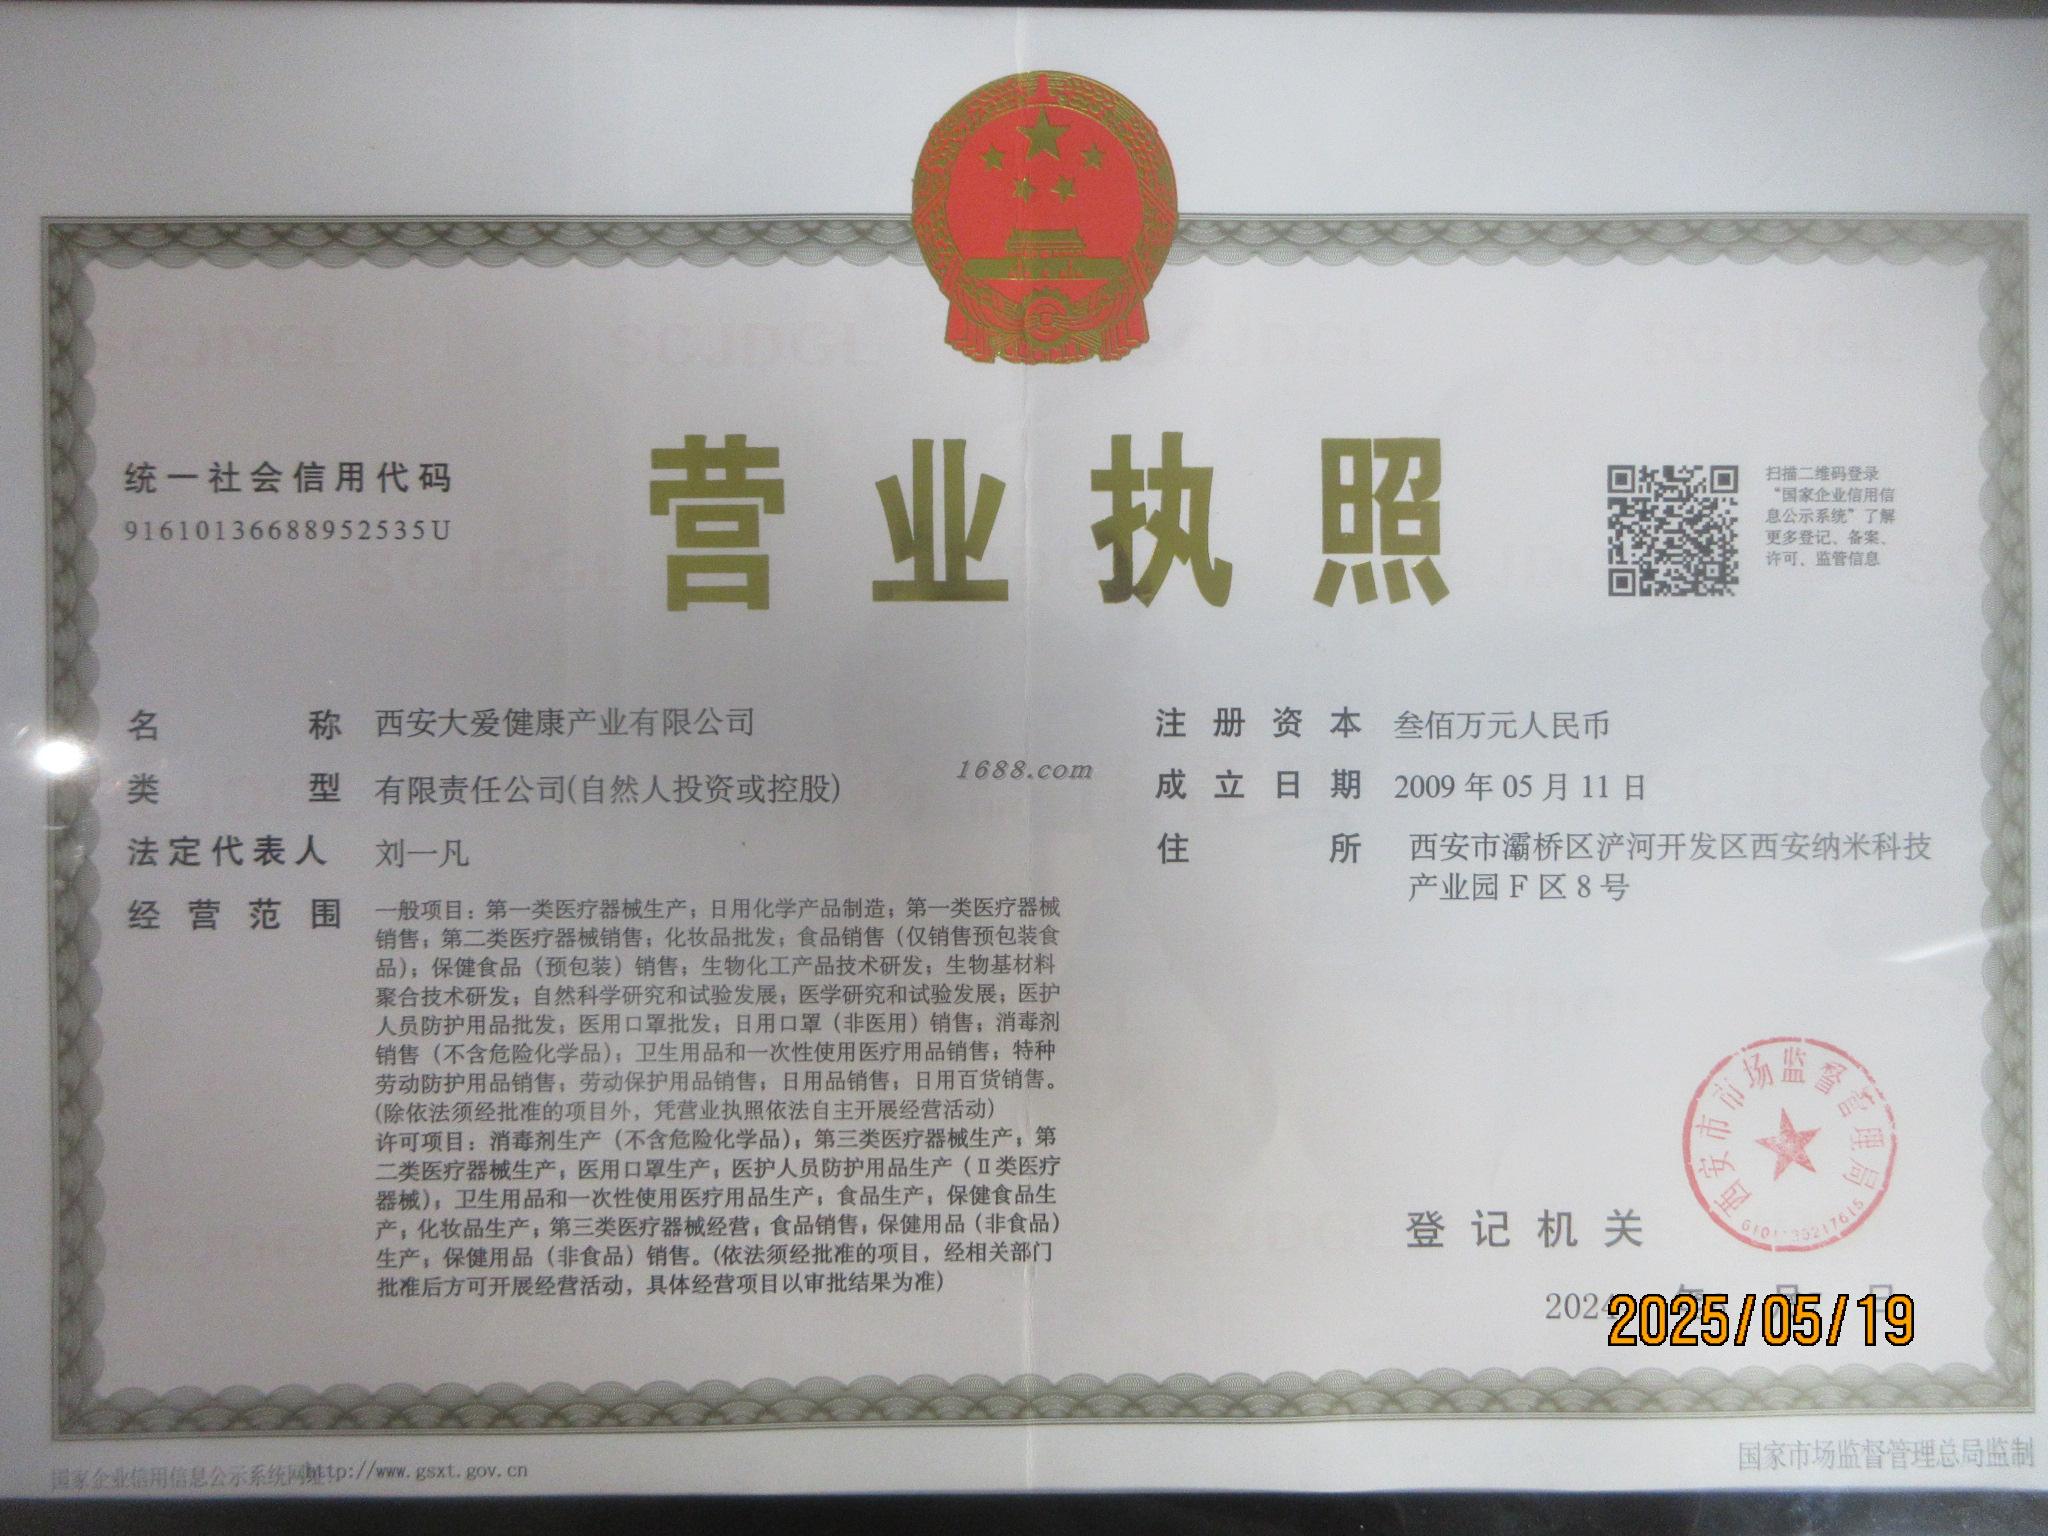 营业执照
统一社会信用代码
91610136688952535U
扫描二维码登录
“国家企业信用信
息公示系统”了解
更多登记、备案、
许可、监管信息
名 称 西安大爱健康产业有限公司
类 型 有限责任公司(自然人投资或控股)
法定代表人 刘一凡
经营范围 一般项目：第一类医疗器械生产；日用化学产品制造；第一类医疗器械
销售；第二类医疗器械销售；化妆品批发；食品销售（仅销售预包装食
品）；保健食品（预包装）销售；生物化工产品技术研发；生物基材料
聚合技术研发；自然科学研究和试验发展；医学研究和试验发展；医护
人员防护用品批发；医用口罩批发；日用口罩（非医用）销售；消毒剂
销售（不含危险化学品）；卫生用品和一次性使用医疗用品销售；特种
劳动防护用品销售；劳动保护用品销售；日用品销售；日用百货销售。
(除依法须经批准的项目外，凭营业执照依法自主开展经营活动)
许可项目：消毒剂生产（不含危险化学品）；第三类医疗器械生产；第
二类医疗器械生产；医用口罩生产；医护人员防护用品生产（Ⅱ类医疗
器械）；卫生用品和一次性使用医疗用品生产；食品生产；保健食品生
产；化妆品生产；第三类医疗器械经营；食品销售；保健用品（非食品）
生产；保健用品（非食品）销售。(依法须经批准的项目，经相关部门
批准后方可开展经营活动，具体经营项目以审批结果为准)
1688.com
注册资本 叁佰万元人民币
成立日期 2009年05月11日
住 所 西安市灞桥区浐河开发区西安纳米科技
产业园F区8号
西安市市场监督管理局
登记机关
2024 年 月 日
2025/05/19
国家企业信用信息公示系统网址：http://www.gsxt.gov.cn
国家市场监督管理总局监制